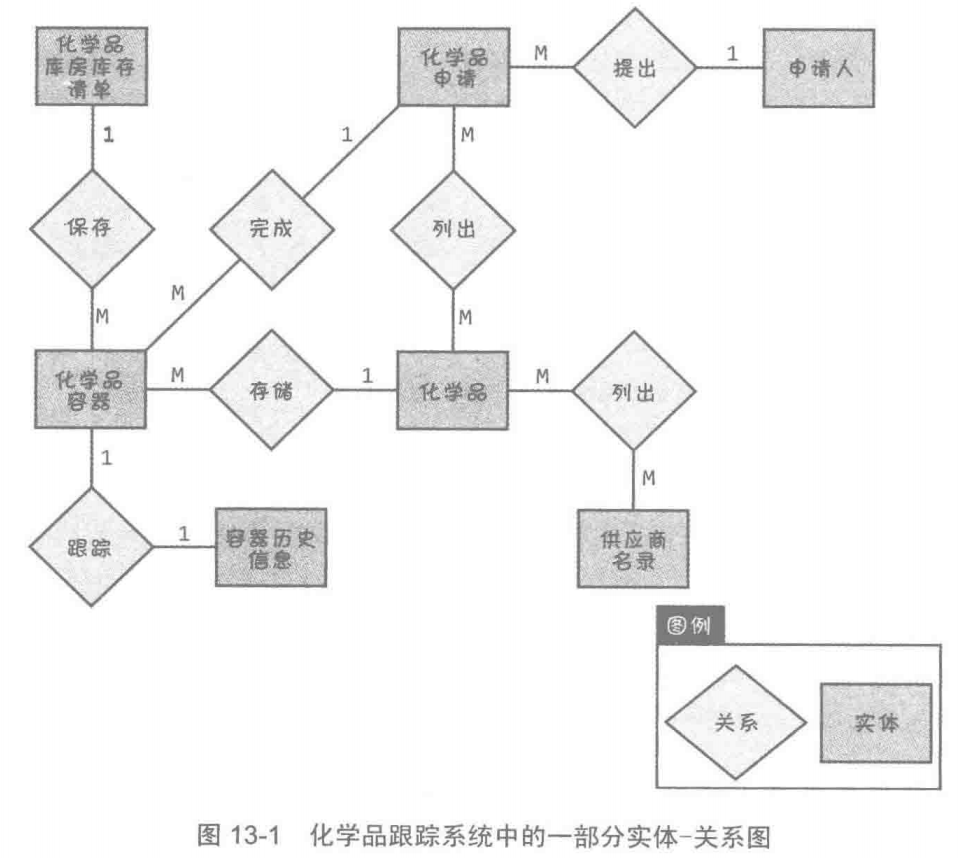 化学品
库房库存
请单
化学品
申请
M
提出
1
申请人
1
1
M
保存
完成
列出
M
M
M
化学品
容器
M
存储
1
化学品
M
列出
1
M
跟踪
1
容器历史
信息
供应商
名录
图例
关系
实体
图 13-1 化学品跟踪系统中的一部分实体-关系图